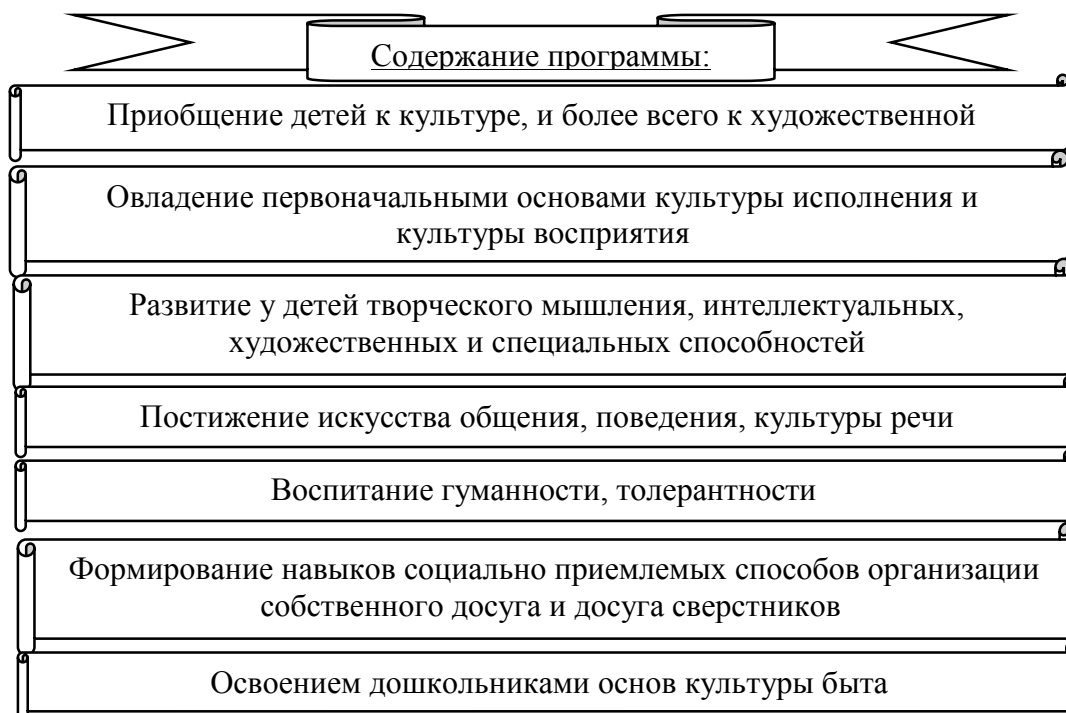 Содержание программы:
Приобщение детей к культуре, и более всего к художественной
Овладение первоначальными основами культуры исполнения и
культуры восприятия
Развитие у детей творческого мышления, интеллектуальных,
художественных и специальных способностей
Постижение искусства общения, поведения, культуры речи
Воспитание гуманности, толерантности
Формирование навыков социально приемлемых способов организации
собственного досуга и досуга сверстников
Освоением дошкольниками основ культуры быта